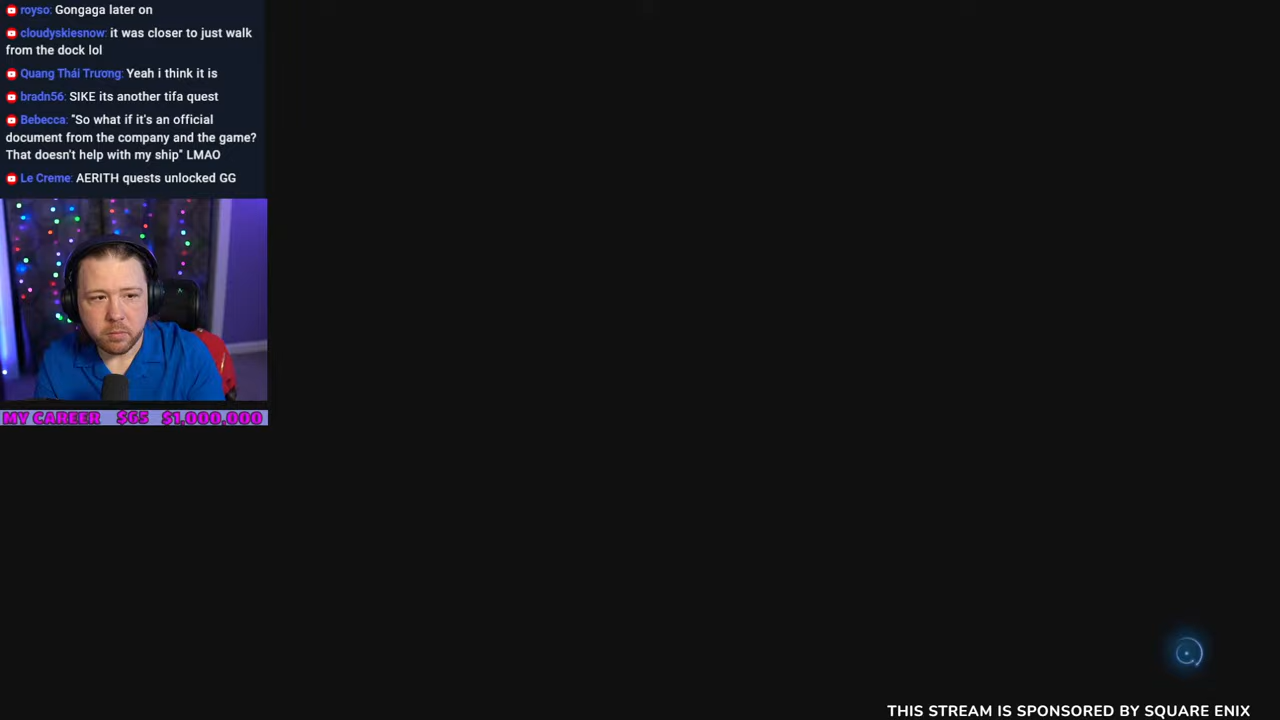 royso: Gongaga later on
cloudyskiesnow: it was closer to just walk
from the dock lol
Quang Thái Trương: Yeah i think it is
bradn56: SIKE its another tifa quest
Bebecca: "So what if it's an official
document from the company and the game?
That doesn't help with my ship" LMAO
Le Creme: AERITH quests unlocked GG
MY CAREER $65 $1,000,000
THIS STREAM IS SPONSORED BY SQUARE ENIX